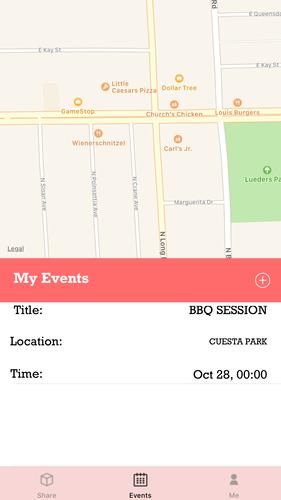 Rd
E Queensda
E Kay St
E Kay St
Little
Caesars Pizza
Dollar Tree
GameStop
Church's Chicken
Louis Burgers
Wienerschnitzel
Carl's Jr.
Lueders Pa
N Sloan Ave
N Poinsettia Ave
N Crane Ave
Marguerita Dr
N Long
N B
Legal
My Events
Title:
BBQ SESSION
Location:
CUESTA PARK
Time:
Oct 28, 00:00
Share
Events
Me